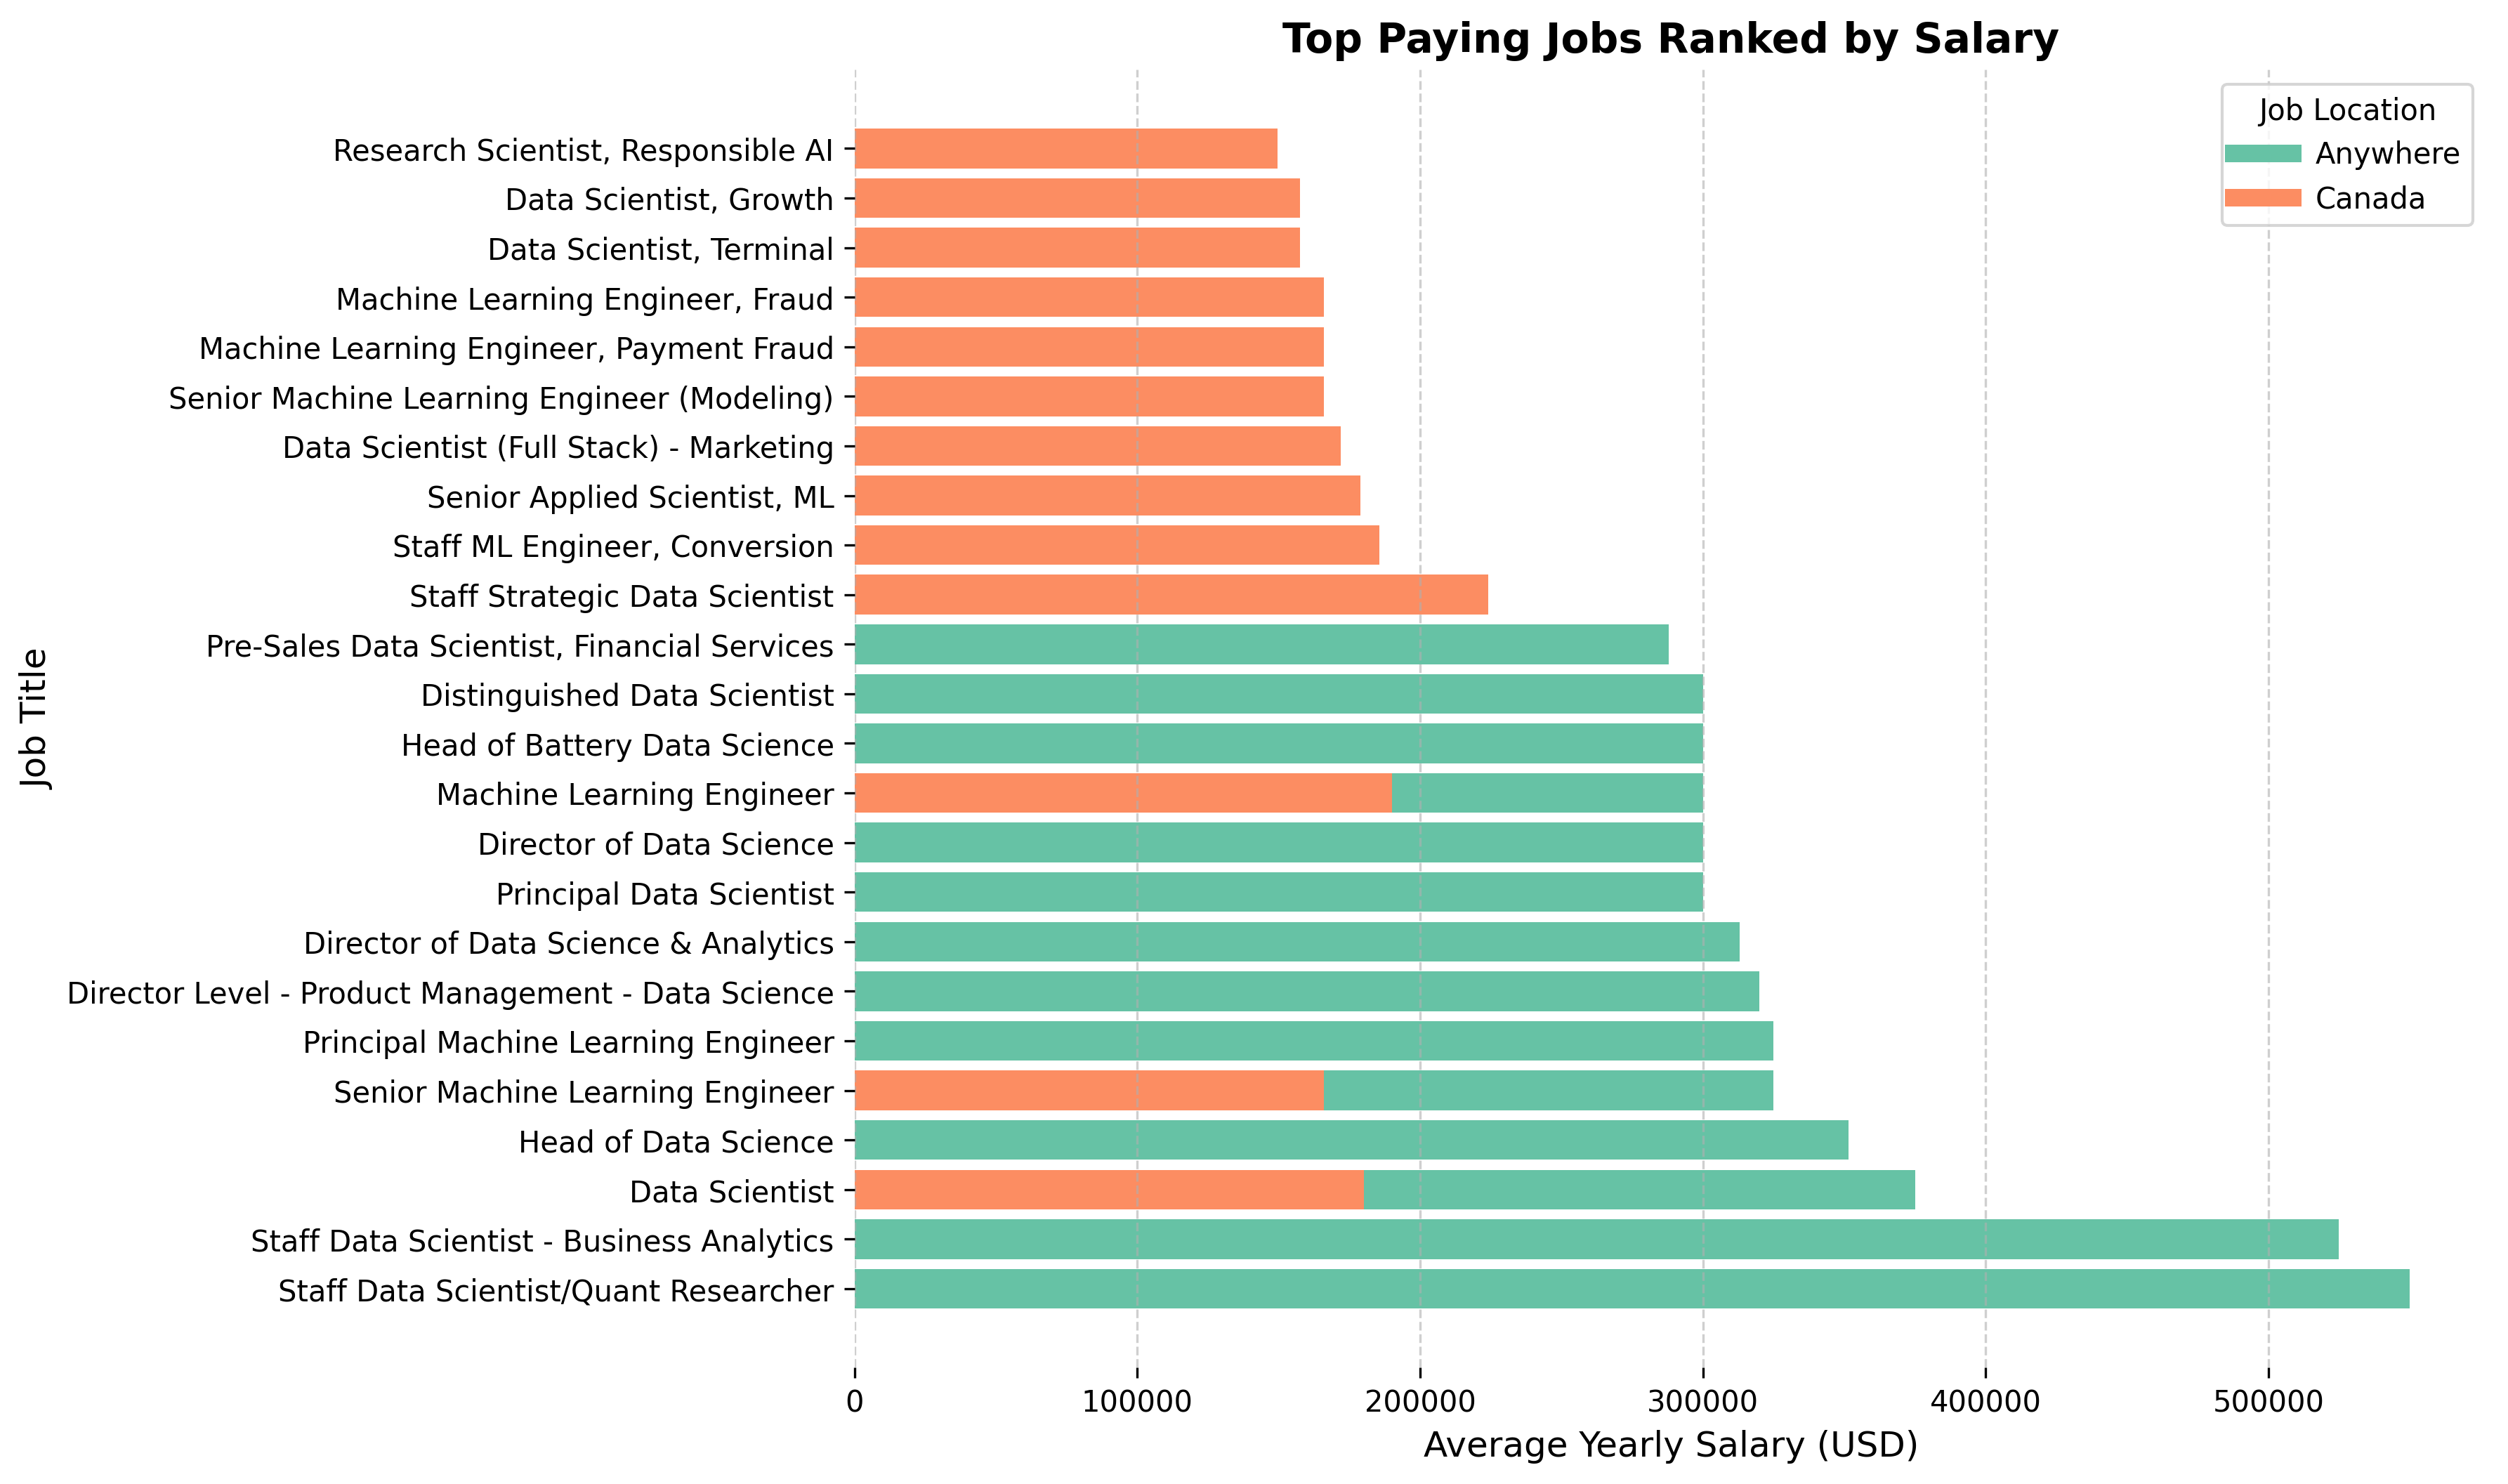 Top Paying Jobs Ranked by Salary
Job Location
Anywhere
Canada
Job Title
Research Scientist, Responsible AI
Data Scientist, Growth
Data Scientist, Terminal
Machine Learning Engineer, Fraud
Machine Learning Engineer, Payment Fraud
Senior Machine Learning Engineer (Modeling)
Data Scientist (Full Stack) - Marketing
Senior Applied Scientist, ML
Staff ML Engineer, Conversion
Staff Strategic Data Scientist
Pre-Sales Data Scientist, Financial Services
Distinguished Data Scientist
Head of Battery Data Science
Machine Learning Engineer
Director of Data Science
Principal Data Scientist
Director of Data Science & Analytics
Director Level - Product Management - Data Science
Principal Machine Learning Engineer
Senior Machine Learning Engineer
Head of Data Science
Data Scientist
Staff Data Scientist - Business Analytics
Staff Data Scientist/Quant Researcher
0 100000 200000 300000 400000 500000
Average Yearly Salary (USD)